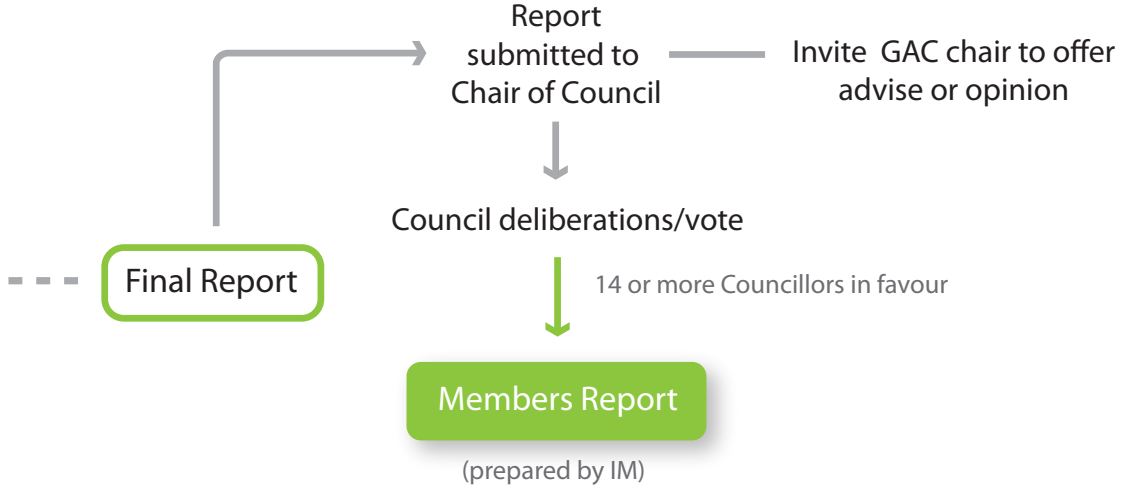 Report
submitted to
Chair of Council
Invite GAC chair to offer
advise or opinion
Council deliberations/vote
Final Report
14 or more Councillors in favour
Members Report
(prepared by IM)